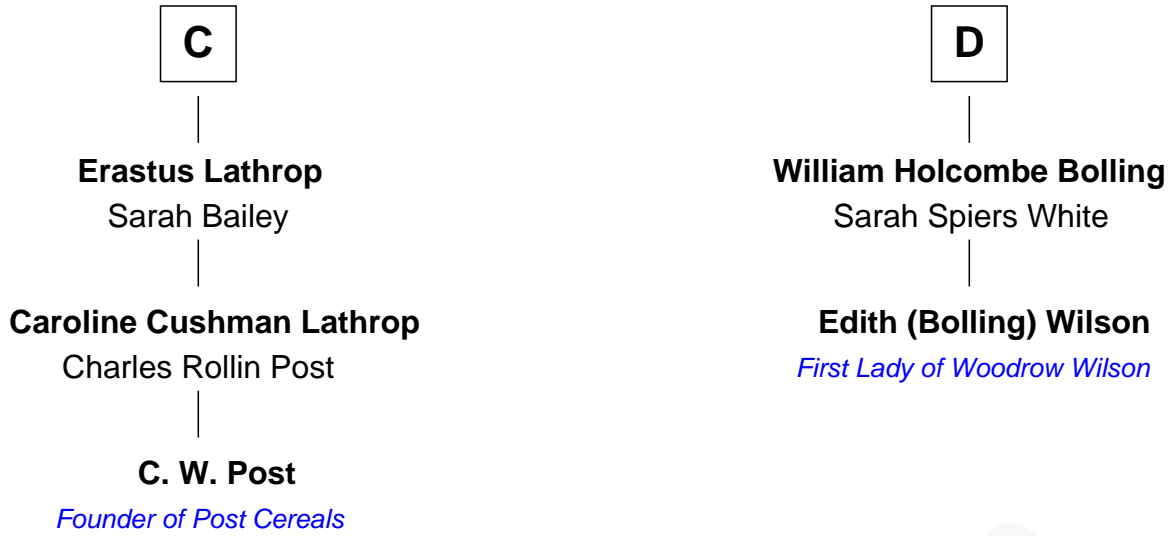 C
Erastus Lathrop
Sarah Bailey
Caroline Cushman Lathrop
Charles Rollin Post
C. W. Post
Founder of Post Cereals
D
William Holcombe Bolling
Sarah Spiers White
Edith (Bolling) Wilson
First Lady of Woodrow Wilson